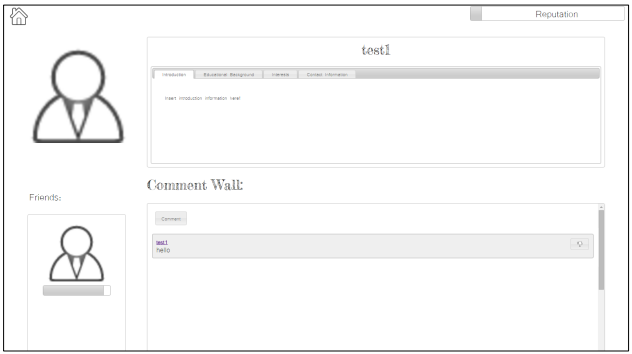 Reputation
test1
Introduction
Educational Background
Interests
Contact Information
Insert Introduction Information here!
Comment Wall:
Friends:
Comment
test1
hello